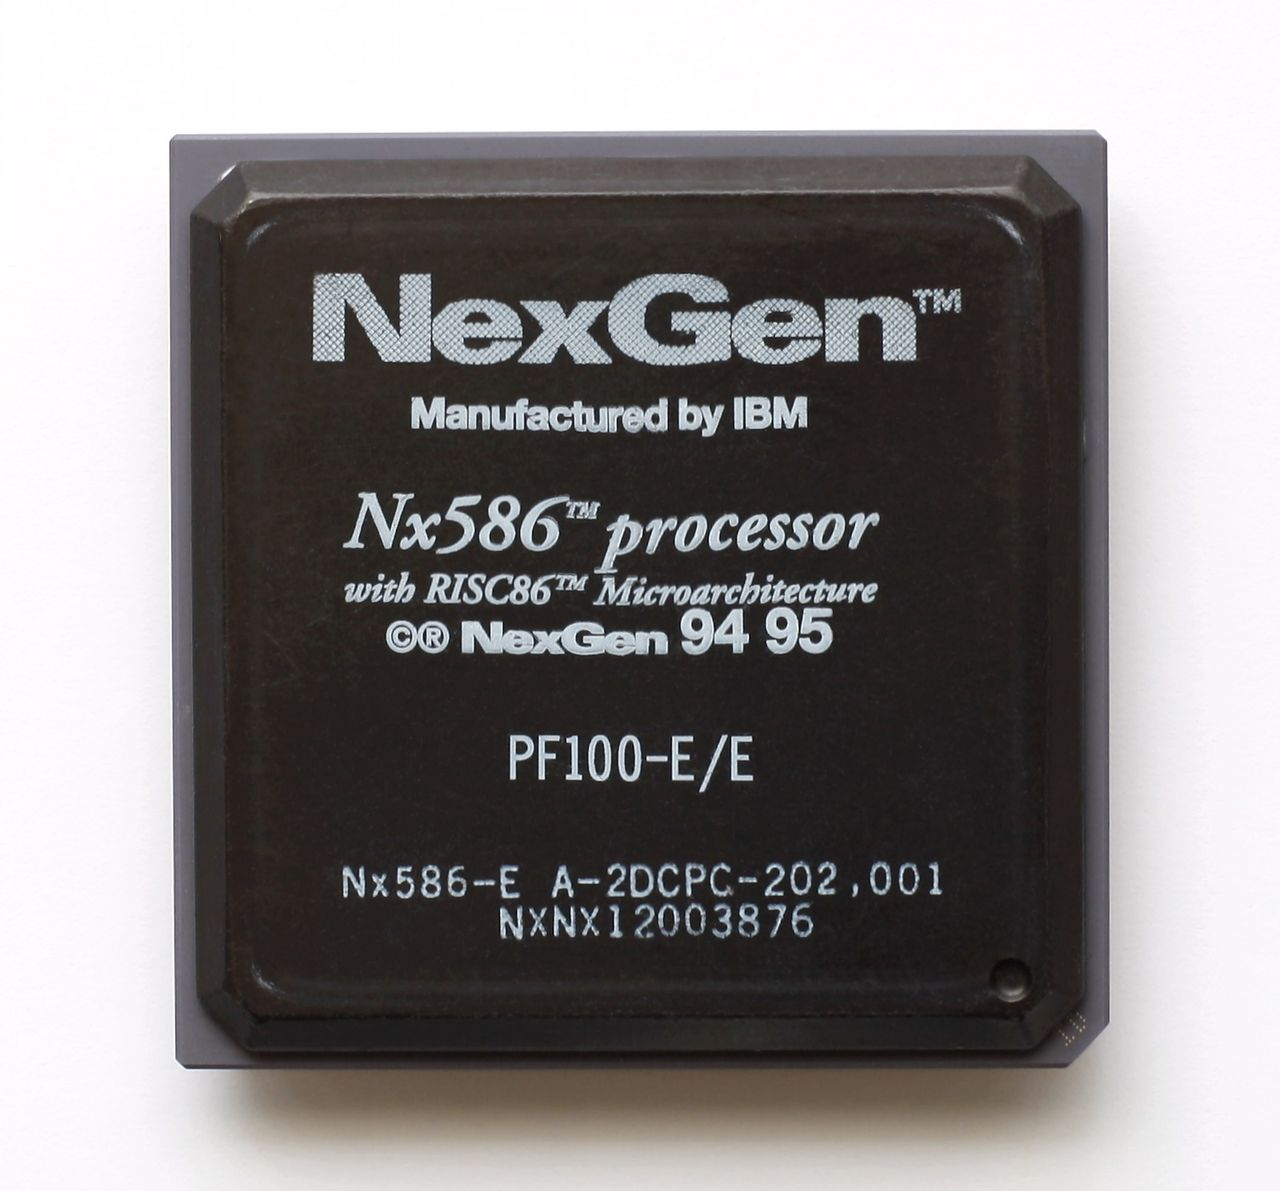 NexGen™
Manufactured by IBM
Nx586™ processor
with RISC86™ Microarchitecture
©® NexGen 94 95
PF100-E/E
Nx586-E A-2DCPC-202,001
NXNX12003876